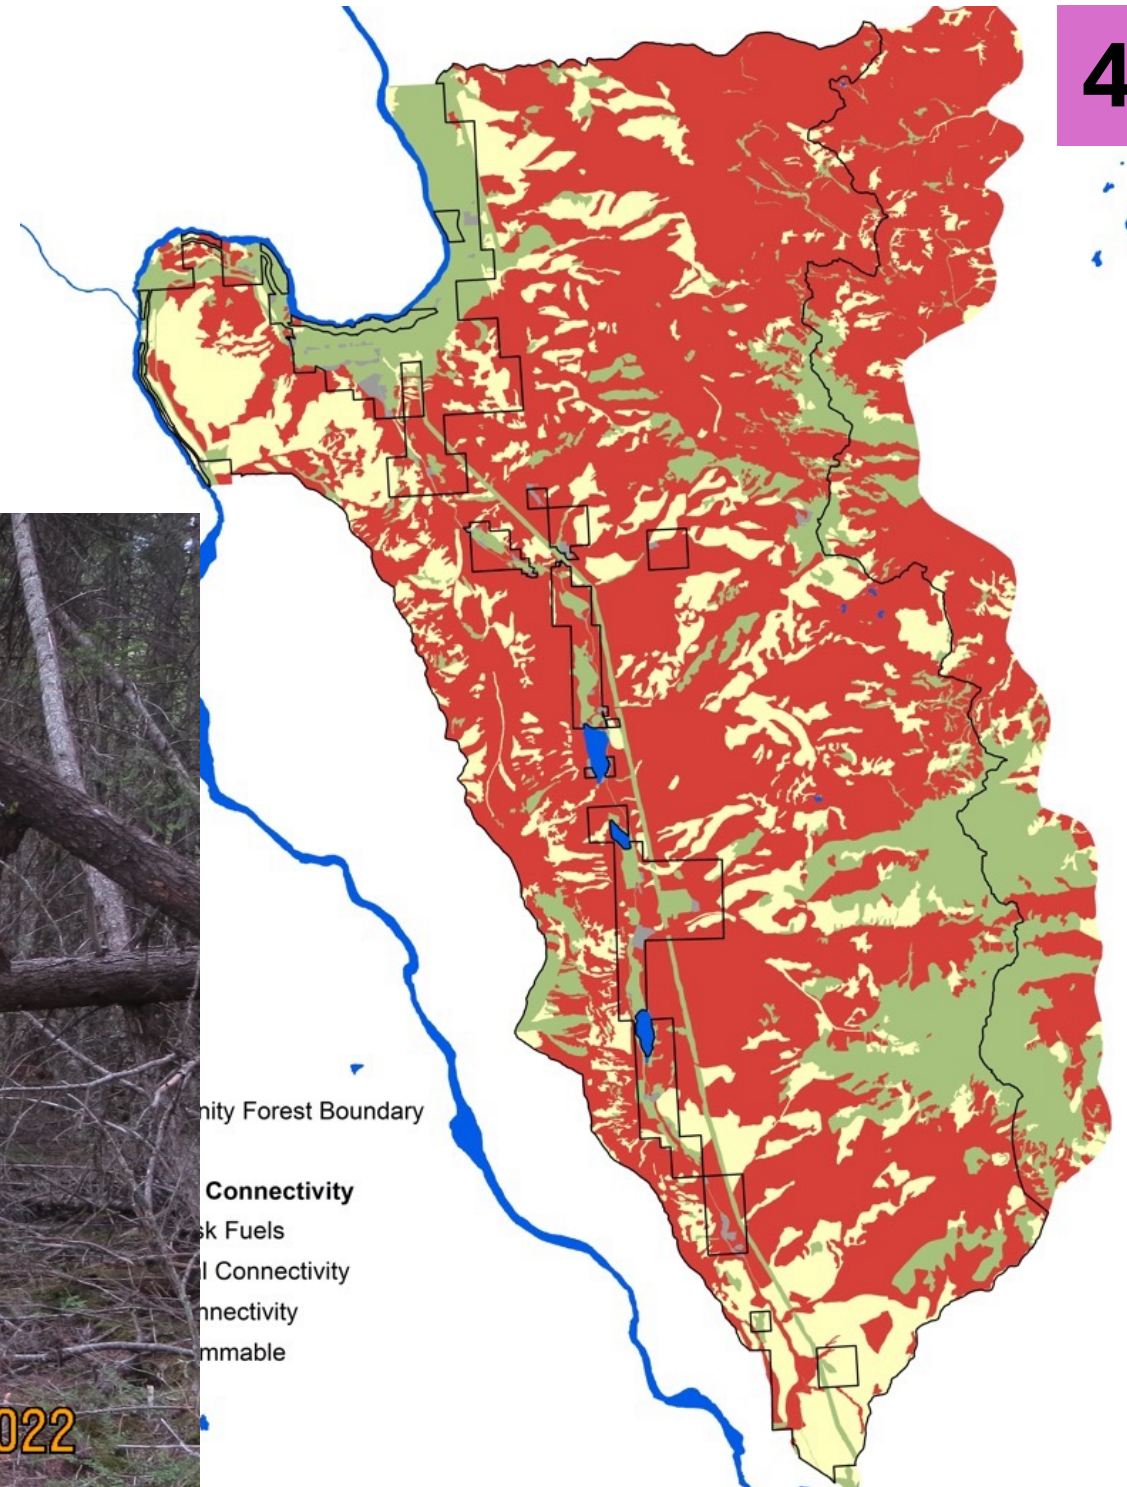 4
nity Forest Boundary
Connectivity
sk Fuels
l Connectivity
nnectivity
mmable
022